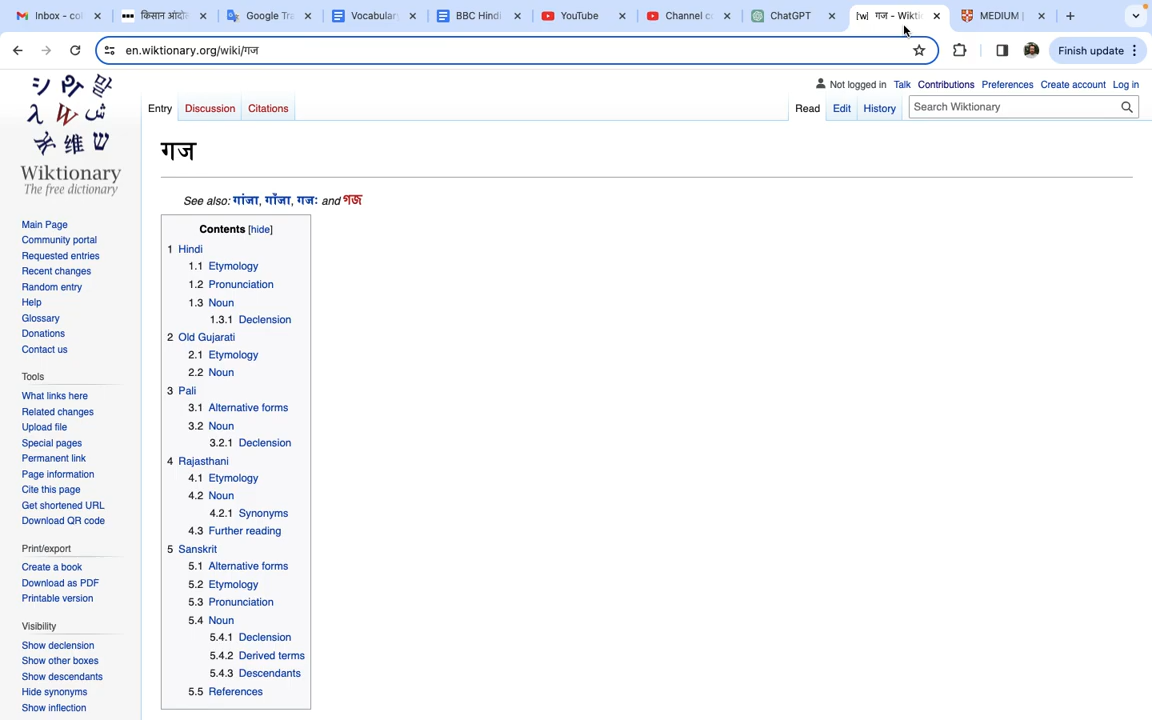 Inbox - co
किसान आंदो
Google Tra
Vocabular
BBC Hindi
YouTube
Channel c
ChatGPT
[w] गज - Wikti
MEDIUM |
en.wiktionary.org/wiki/गज
Finish update
Not logged in Talk Contributions Preferences Create account Log in
Entry Discussion Citations Read Edit History Search Wiktionary
Wiktionary
The free dictionary
Main Page
Community portal
Requested entries
Recent changes
Random entry
Help
Glossary
Donations
Contact us
Tools
What links here
Related changes
Upload file
Special pages
Permanent link
Page information
Cite this page
Get shortened URL
Download QR code
Print/export
Create a book
Download as PDF
Printable version
Visibility
Show declension
Show other boxes
Show descendants
Hide synonyms
Show inflection
गज
See also: गांजा, गाँजा, गजः and
Contents [hide]
1 Hindi
1.1 Etymology
1.2 Pronunciation
1.3 Noun
1.3.1 Declension
2 Old Gujarati
2.1 Etymology
2.2 Noun
3 Pali
3.1 Alternative forms
3.2 Noun
3.2.1 Declension
4 Rajasthani
4.1 Etymology
4.2 Noun
4.2.1 Synonyms
4.3 Further reading
5 Sanskrit
5.1 Alternative forms
5.2 Etymology
5.3 Pronunciation
5.4 Noun
5.4.1 Declension
5.4.2 Derived terms
5.4.3 Descendants
5.5 References